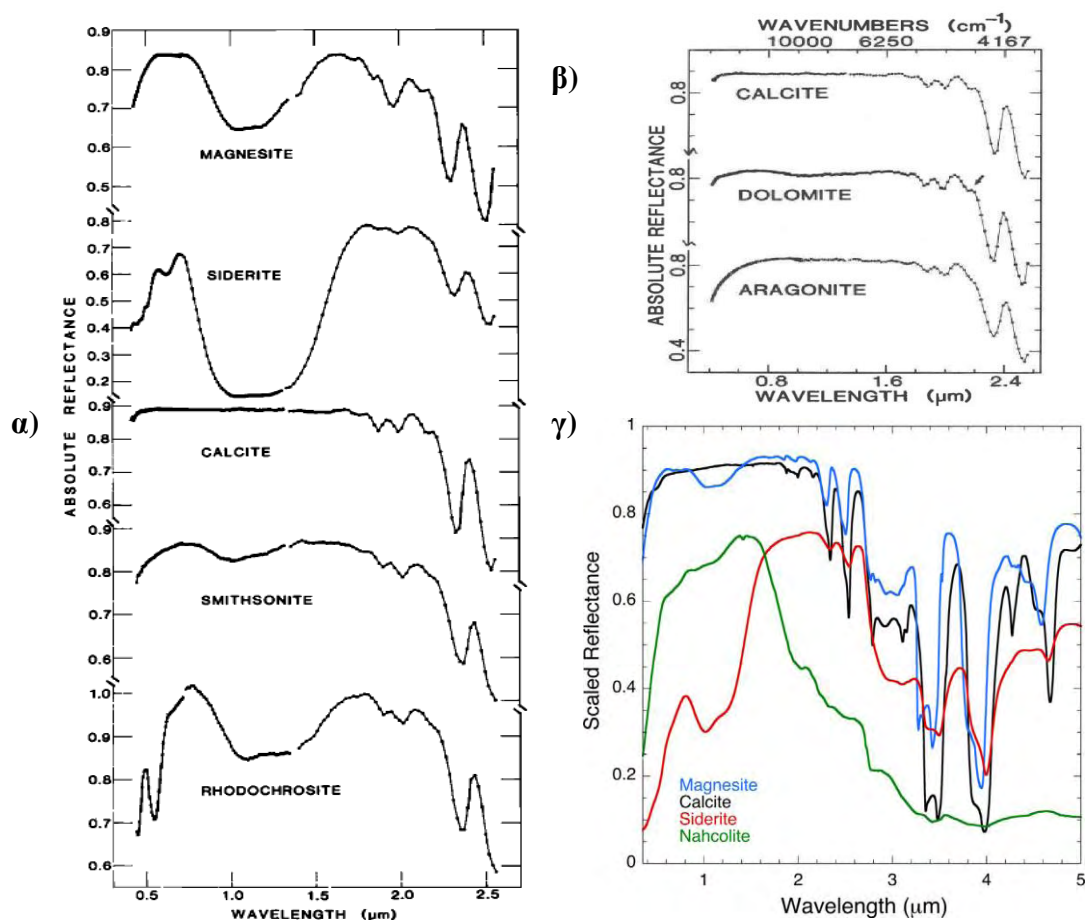 α)
ABSOLUTE REFLECTANCE
0.9
0.8
0.7
0.6
0.5
0.8
0.7
0.6
0.4
0.3
0.2
0.9
0.8
0.7
0.6
0.9
0.8
0.7
0.6
1.0
0.9
0.8
0.7
0.6
MAGNESITE
SIDERITE
CALCITE
SMITHSONITE
RHODOCHROSITE
0.5 1.0 1.5 2.0 2.5
WAVELENGTH (µm)
β)
WAVENUMBERS (cm⁻¹)
10000 6250 4167
ABSOLUTE REFLECTANCE
0.8
0.8
0.8
0.4
CALCITE
DOLOMITE
ARAGONITE
0.8 1.6 2.4
WAVELENGTH (µm)
γ)
Scaled Reflectance
1
0.8
0.6
0.4
0.2
0
Magnesite
Calcite
Siderite
Nahcolite
1 2 3 4 5
Wavelength (µm)